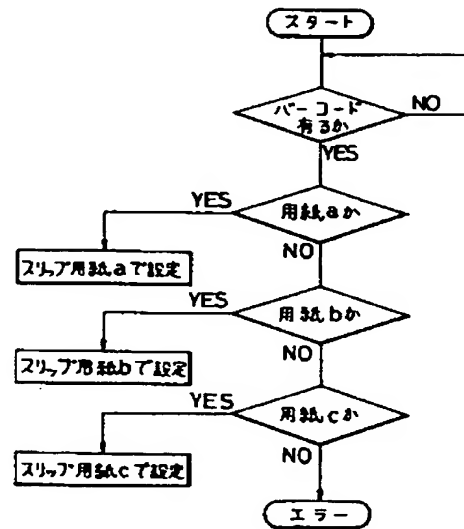 スタート
バーコード
有るか
NO
YES
YES
用紙aか
NO
スリップ用紙aで設定
YES
用紙bか
NO
スリップ用紙bで設定
YES
用紙cか
NO
スリップ用紙cで設定
エラー